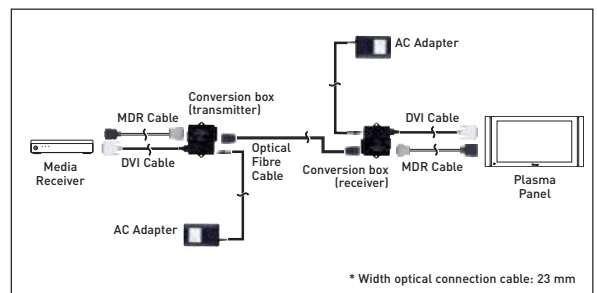 AC Adapter
Conversion box
(transmitter)
MDR Cable
DVI Cable
Media
Receiver
Optical
Fibre
Cable
Conversion box
(receiver)
DVI Cable
MDR Cable
Plasma
Panel
AC Adapter
* Width optical connection cable: 23 mm